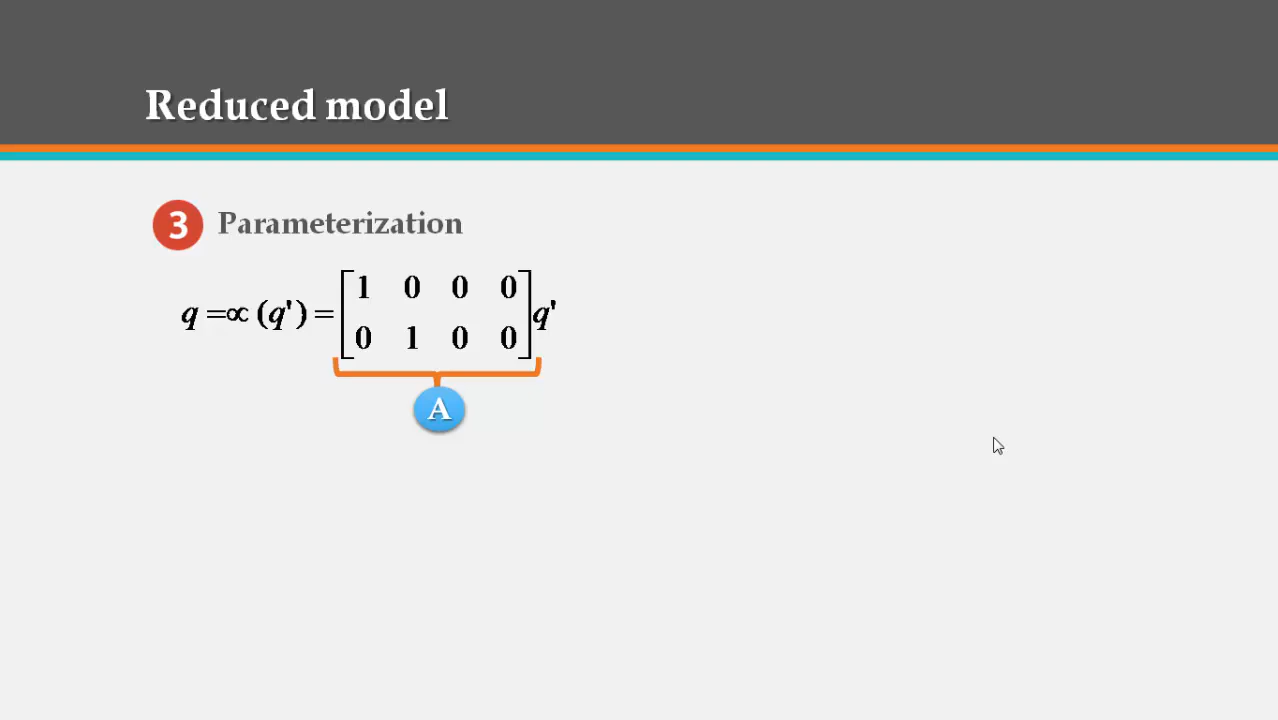 Reduced model
3 Parameterization
q =∝ (q') = [1 0 0 0
0 1 0 0] q'
A